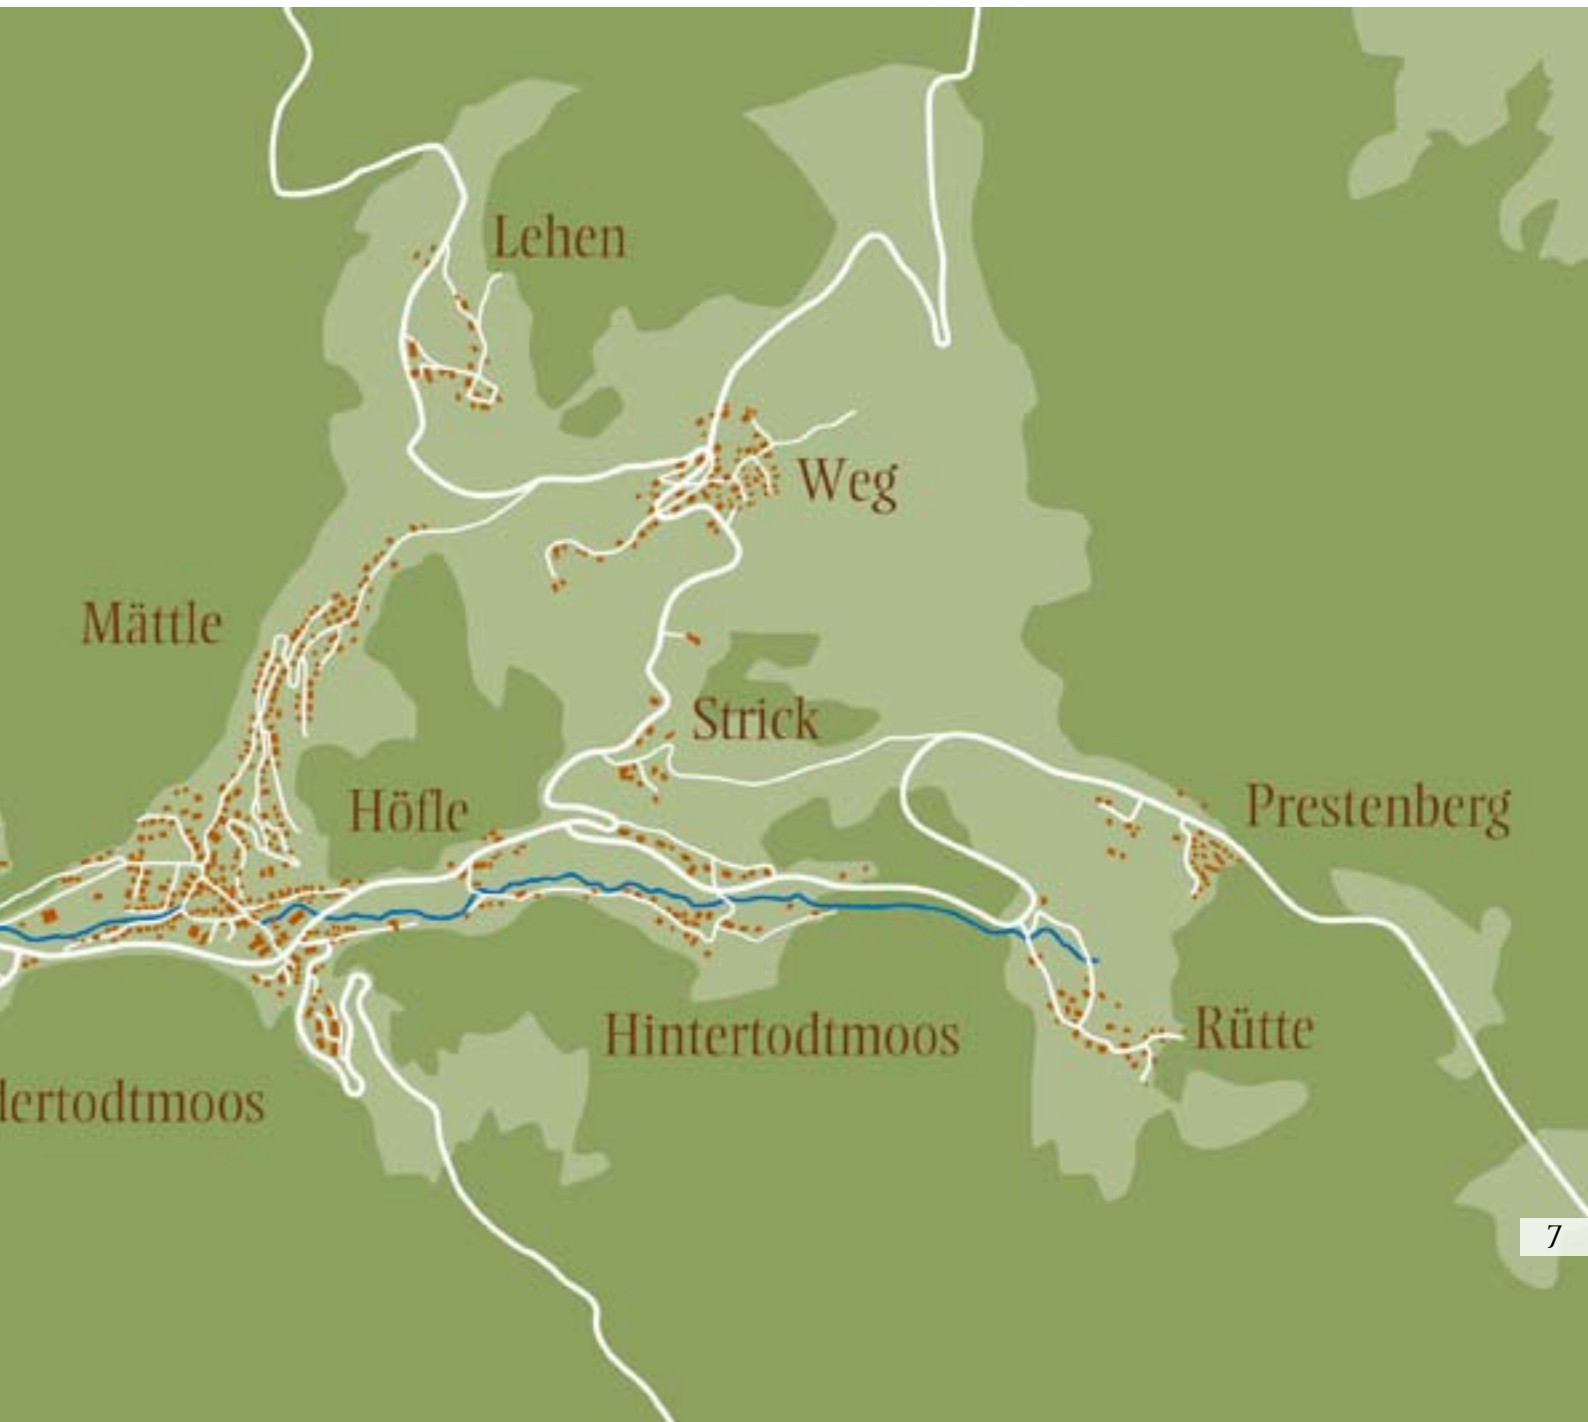 Lehen
Weg
Mättle
Strick
Höfle
Prestenberg
Hintertodtmoos
Rütte
dertodtmoos
7